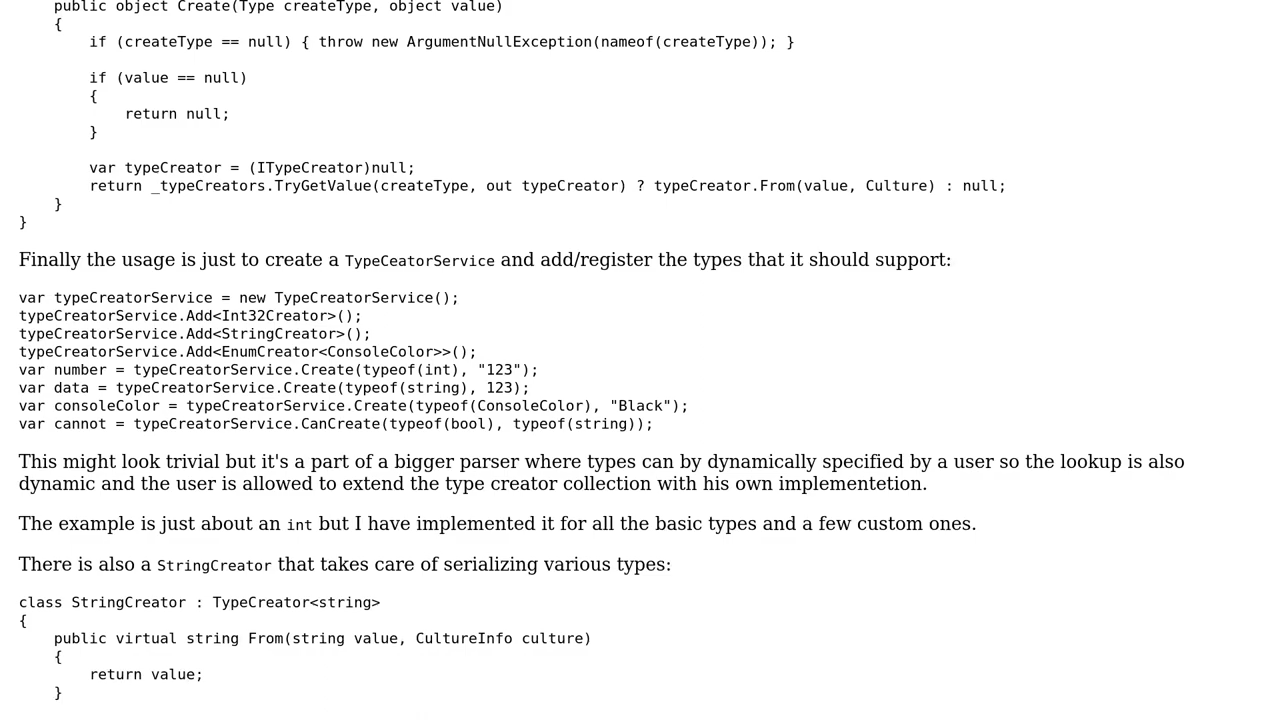 public object Create(Type createType, object value)
    {
        if (createType == null) { throw new ArgumentNullException(nameof(createType)); }

        if (value == null)
        {
            return null;
        }

        var typeCreator = (ITypeCreator)null;
        return _typeCreators.TryGetValue(createType, out typeCreator) ? typeCreator.From(value, Culture) : null;
    }
}
Finally the usage is just to create a TypeCeatorService and add/register the types that it should support:
var typeCreatorService = new TypeCreatorService();
typeCreatorService.Add<Int32Creator>();
typeCreatorService.Add<StringCreator>();
typeCreatorService.Add<EnumCreator<ConsoleColor>>();
var number = typeCreatorService.Create(typeof(int), "123");
var data = typeCreatorService.Create(typeof(string), 123);
var consoleColor = typeCreatorService.Create(typeof(ConsoleColor), "Black");
var cannot = typeCreatorService.CanCreate(typeof(bool), typeof(string));
This might look trivial but it's a part of a bigger parser where types can by dynamically specified by a user so the lookup is also
dynamic and the user is allowed to extend the type creator collection with his own implementetion.
The example is just about an int but I have implemented it for all the basic types and a few custom ones.
There is also a StringCreator that takes care of serializing various types:
class StringCreator : TypeCreator<string>
{
    public virtual string From(string value, CultureInfo culture)
    {
        return value;
    }